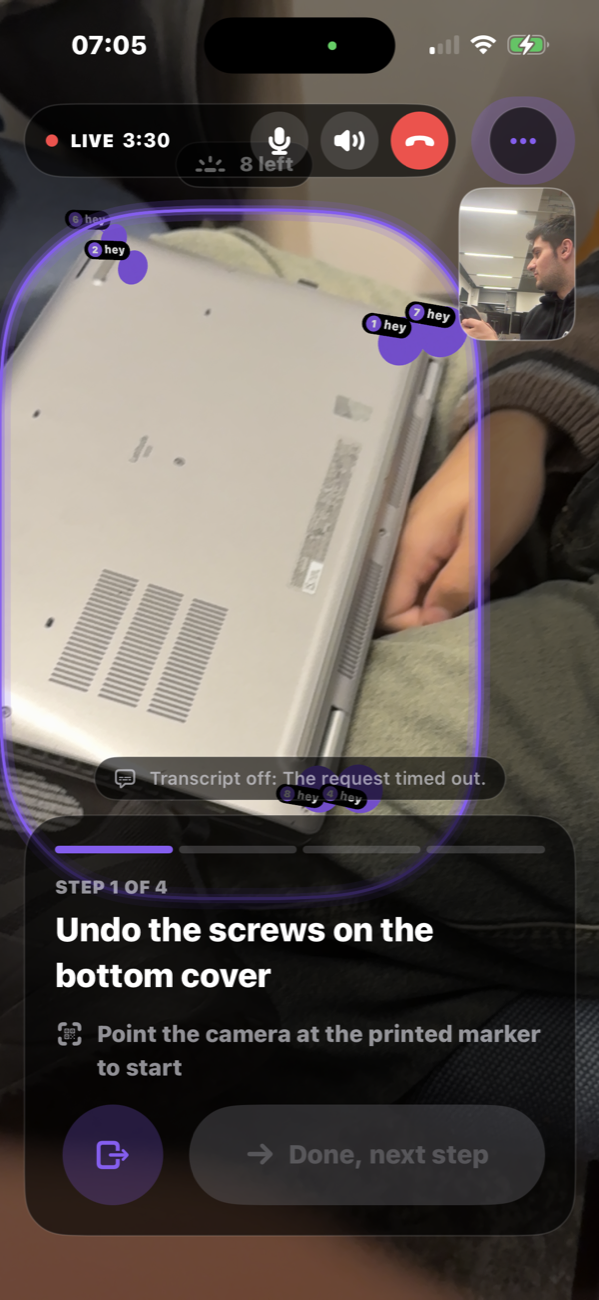 07:05
LIVE 3:30
8 left
6 hey
2 hey
1 hey
7 hey
Transcript off: The request timed out.
8 hey
4 hey
STEP 1 OF 4
Undo the screws on the
bottom cover
Point the camera at the printed marker
to start
Done, next step